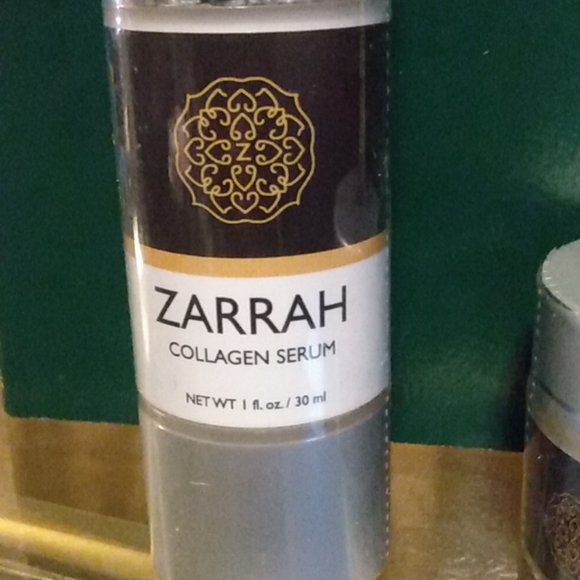 Z
ZARRAH
COLLAGEN SERUM
NET WT 1 fl. oz. / 30 ml